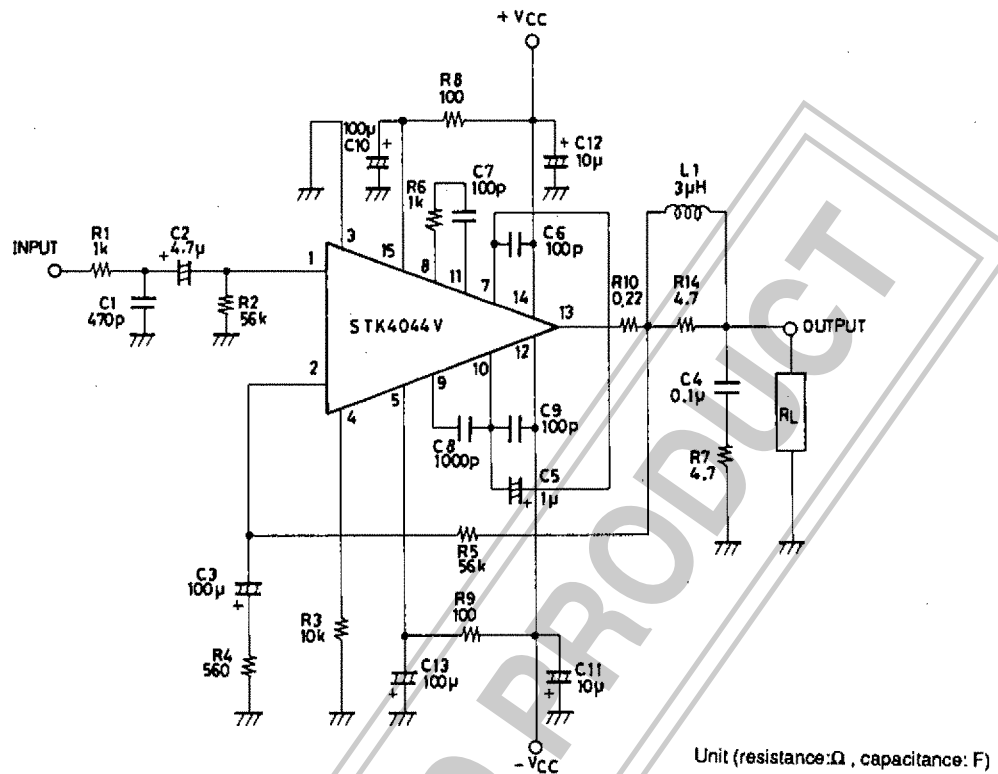 + VCC
R8
100
100µ
C10
+
+
C12
10µ
L1
3µH
C7
100p
R6
1k
C6
100p
INPUT
R1
1k
C2
+
4.7µ
C1
470p
R2
56k
1
2
3
15
8
11
7
14
13
4
5
9
10
12
STK4044V
R10
0.22
R14
4.7
OUTPUT
C4
0.1µ
R7
4.7
RL
C8
1000p
C9
100p
C5
1µ
+
R5
56k
C3
100µ
+
R4
560
R3
10k
R9
100
C13
100µ
+
C11
10µ
+
- VCC
Unit (resistance:Ω , capacitance: F)
PRODUCT